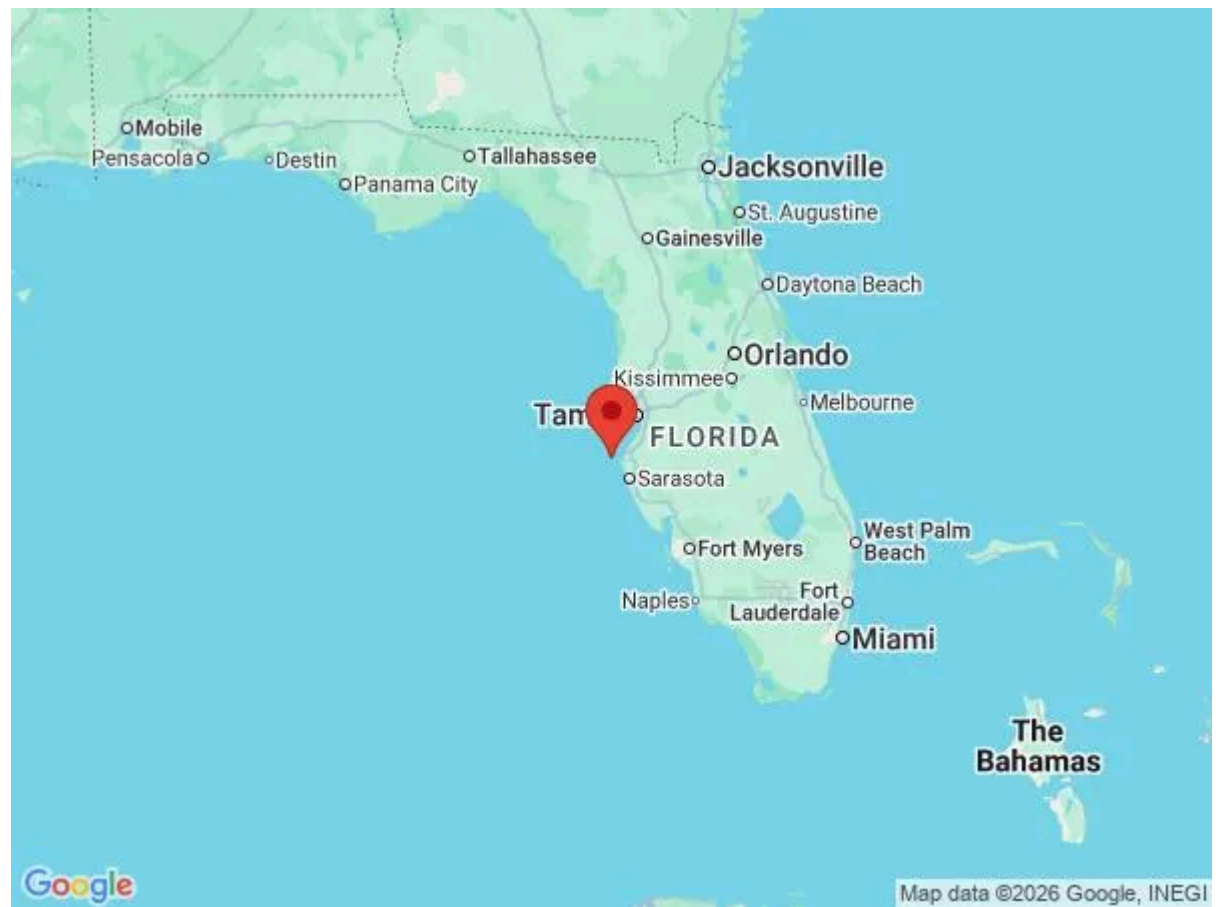 Mobile
Pensacola
Destin
Tallahassee
Panama City
Jacksonville
St. Augustine
Gainesville
Daytona Beach
Orlando
Kissimmee
Melbourne
Tam
FLORIDA
Sarasota
West Palm
Beach
Fort Myers
Naples
Fort
Lauderdale
Miami
The
Bahamas
Google
Map data ©2026 Google, INEGI